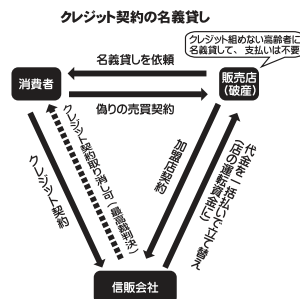 クレジット契約の名義貸し
クレジット組めない高齢者に
名義貸して、支払いは不要
名義貸しを依頼
消費者
販売店
(破産)
偽りの売買契約
クレジット契約取り消し可(最高裁判決)
クレジット契約
加盟店契約
代金を一括払いで立て替え
(店の運転資金に)
信販会社